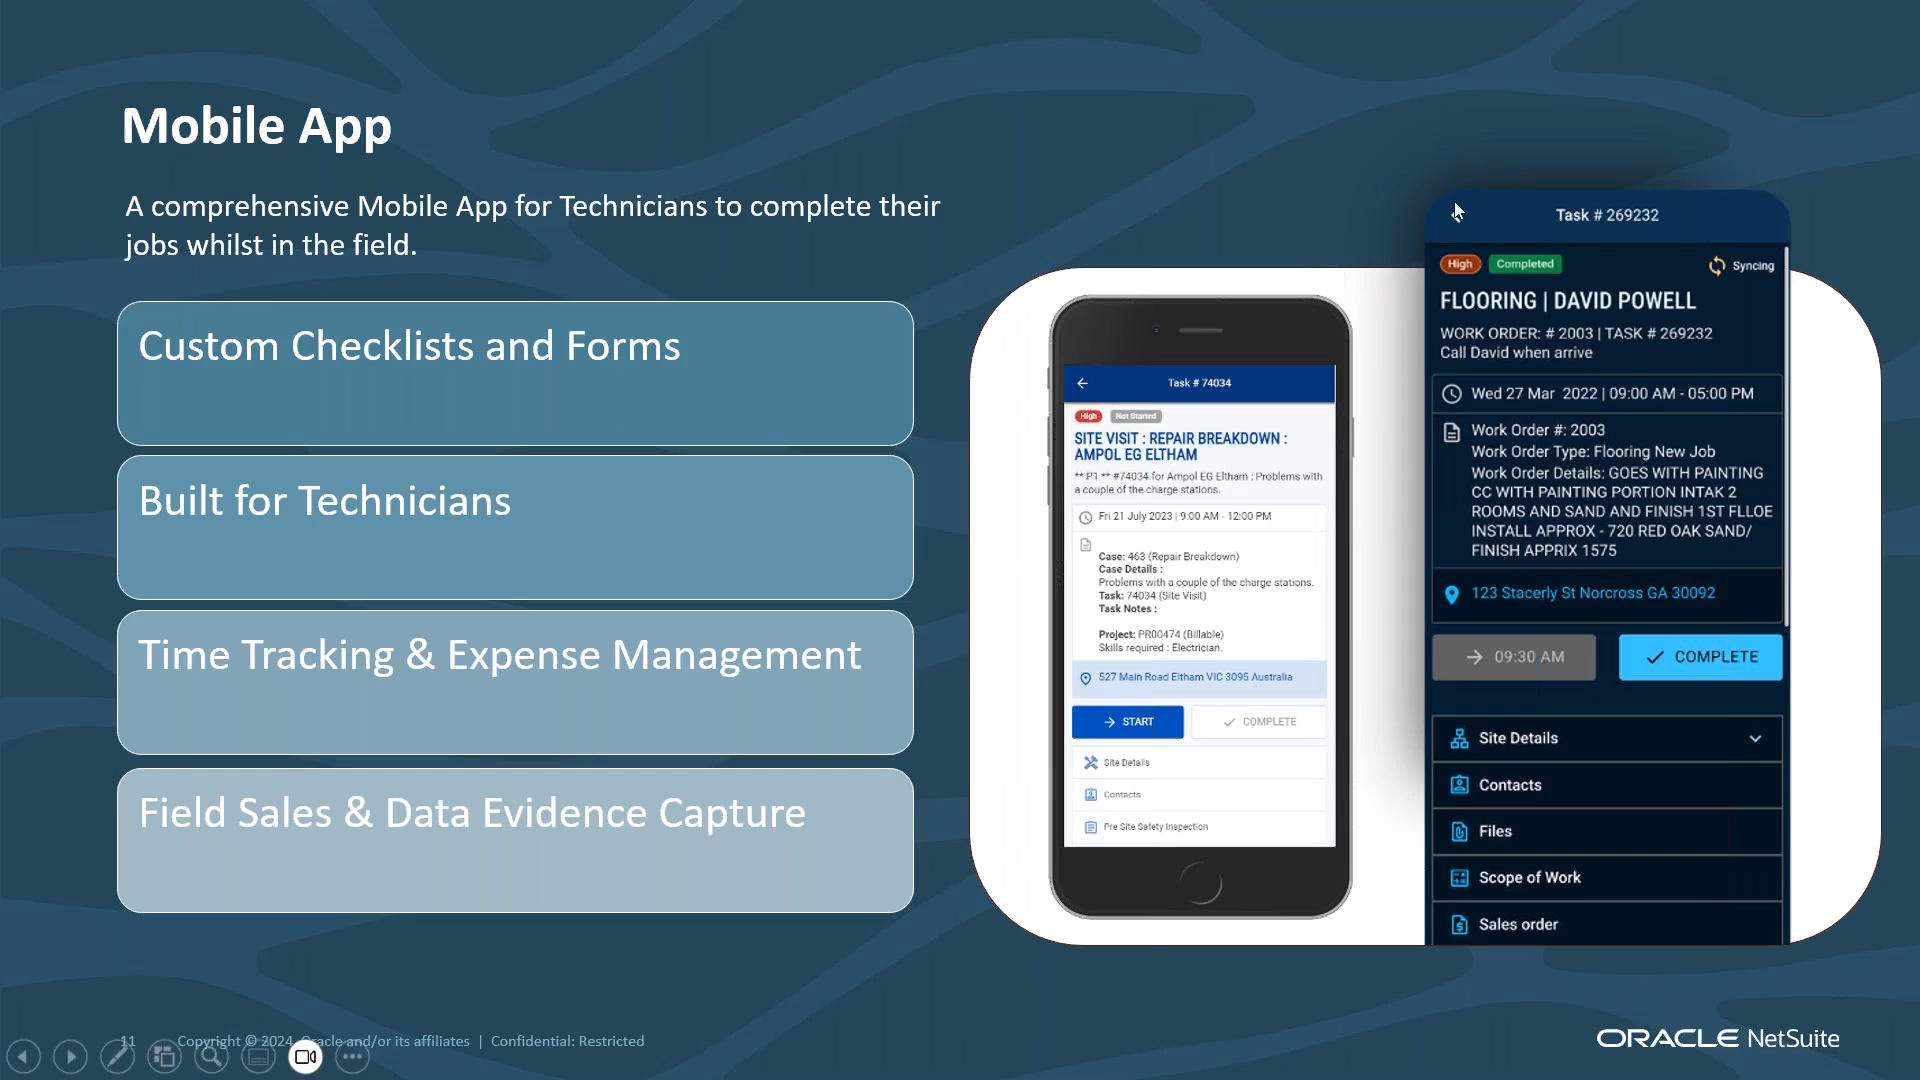 Mobile App
A comprehensive Mobile App for Technicians to complete their
jobs whilst in the field.
Custom Checklists and Forms
Built for Technicians
Time Tracking & Expense Management
Field Sales & Data Evidence Capture
Task # 74034
High
Not Started
SITE VISIT : REPAIR BREAKDOWN :
AMPOL EG ELTHAM
** P1 ** #74034 for Ampol EG Eltham : Problems with
a couple of the charge stations.
Fri 21 July 2023 | 9:00 AM - 12:00 PM
Case: 463 (Repair Breakdown)
Case Details :
Problems with a couple of the charge stations.
Task: 74034 (Site Visit)
Task Notes :
Project: PR00474 (Billable)
Skills required : Electrician.
527 Main Road Eltham VIC 3095 Australia
START
COMPLETE
Site Details
Contacts
Pre Site Safety Inspection
Task # 269232
High
Completed
Syncing
FLOORING | DAVID POWELL
WORK ORDER: # 2003 | TASK # 269232
Call David when arrive
Wed 27 Mar 2022 | 09:00 AM - 05:00 PM
Work Order #: 2003
Work Order Type: Flooring New Job
Work Order Details: GOES WITH PAINTING
CC WITH PAINTING PORTION INTAK 2
ROOMS AND SAND AND FINISH 1ST FLLOE
INSTALL APPROX - 720 RED OAK SAND/
FINISH APPRIX 1575
123 Stacerly St Norcross GA 30092
09:30 AM
COMPLETE
Site Details
Contacts
Files
Scope of Work
Sales order
11
Copyright © 2024, Oracle and/or its affiliates | Confidential: Restricted
ORACLE NetSuite